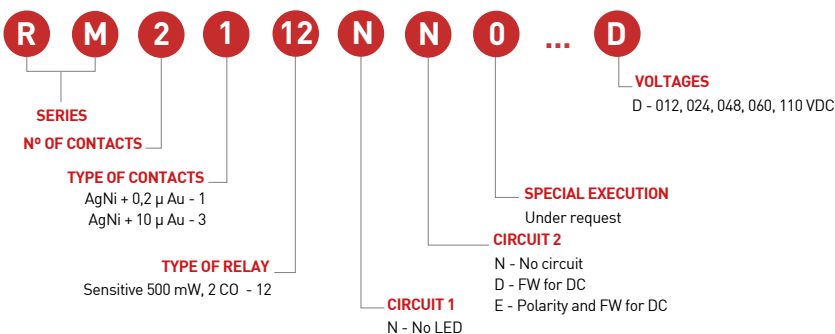 R M 2 1 12 N N 0 ... D
VOLTAGES
D - 012, 024, 048, 060, 110 VDC
SERIES
Nº OF CONTACTS
TYPE OF CONTACTS
AgNi + 0,2 µ Au - 1
AgNi + 10 µ Au - 3
SPECIAL EXECUTION
Under request
CIRCUIT 2
N - No circuit
D - FW for DC
E - Polarity and FW for DC
TYPE OF RELAY
Sensitive 500 mW, 2 CO - 12
CIRCUIT 1
N - No LED